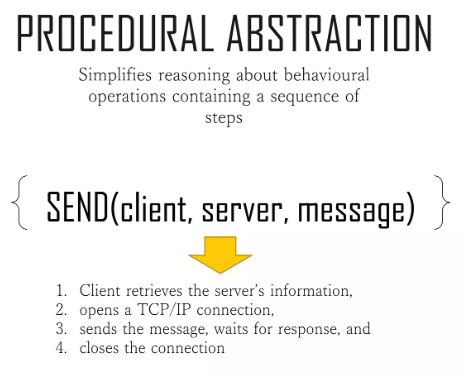 PROCEDURAL ABSTRACTION
Simplifies reasoning about behavioural
operations containing a sequence of
steps
{ SEND(client, server, message) }
1. Client retrieves the server's information,
2. opens a TCP/IP connection,
3. sends the message, waits for response, and
4. closes the connection